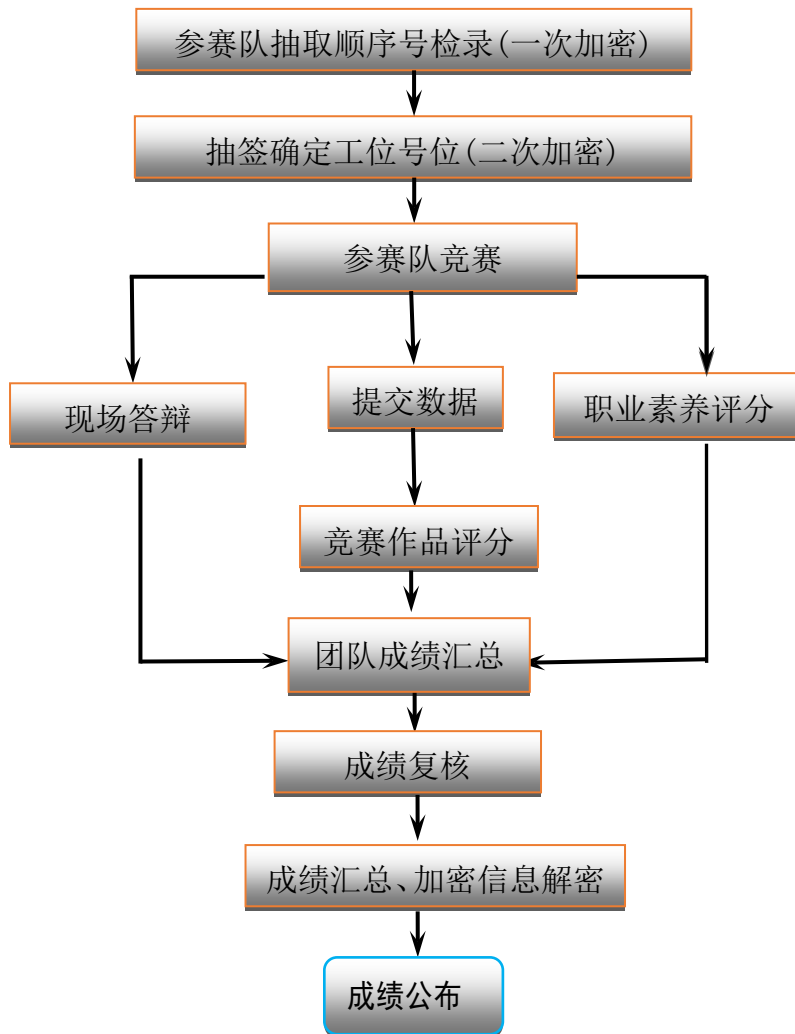 参赛队抽取顺序号检录(一次加密)
抽签确定工位号位(二次加密)
参赛队竞赛
现场答辩
提交数据
职业素养评分
竞赛作品评分
团队成绩汇总
成绩复核
成绩汇总、加密信息解密
成绩公布